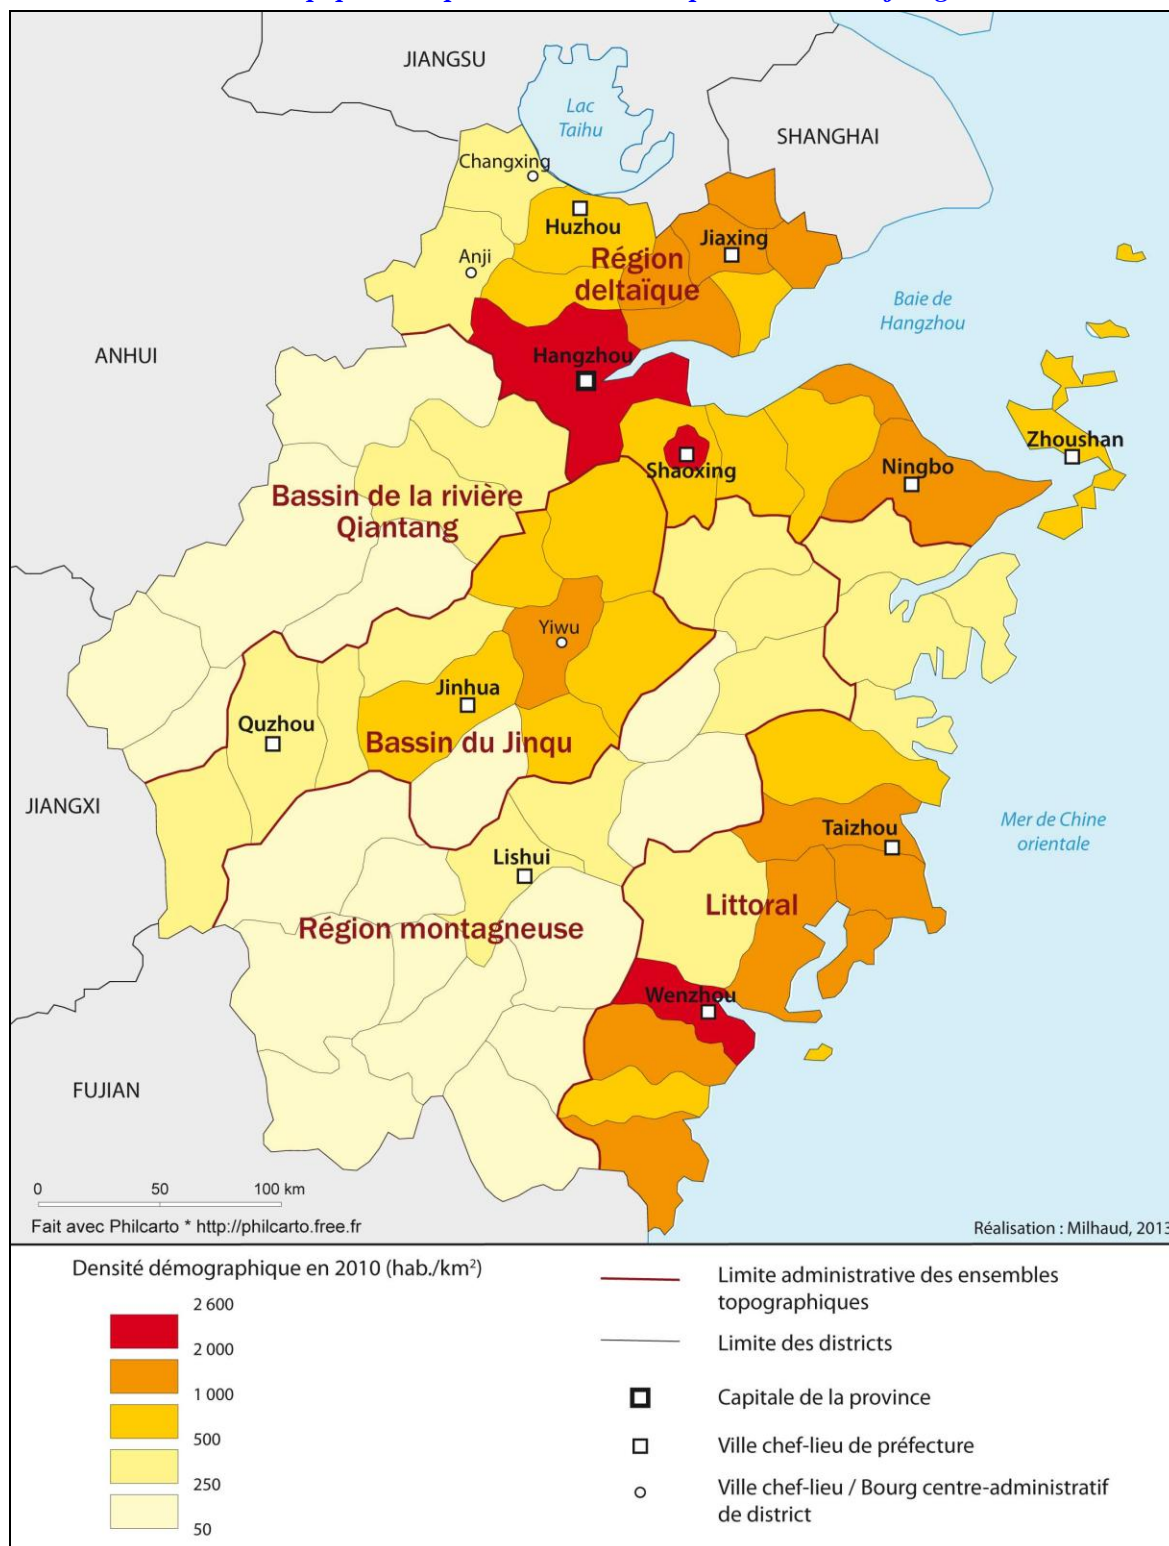 JIANGSU
Lac
Taihu
SHANGHAI
Changxing
Huzhou
Jiaxing
Anji
Région
deltaïque
Baie de
Hangzhou
ANHUI
Hangzhou
Zhoushan
Shaoxing
Ningbo
Bassin de la rivière
Qiantang
Yiwu
Jinhua
Quzhou
Bassin du Jinqu
JIANGXI
Taizhou
Mer de Chine
orientale
Lishui
Littoral
Région montagneuse
Wenzhou
FUJIAN
0 50 100 km
Fait avec Philcarto * http://philcarto.free.fr
Réalisation : Milhaud, 2013
Densité démographique en 2010 (hab./km²)
2 600
2 000
1 000
500
250
50
Limite administrative des ensembles
topographiques
Limite des districts
Capitale de la province
Ville chef-lieu de préfecture
Ville chef-lieu / Bourg centre-administratif
de district